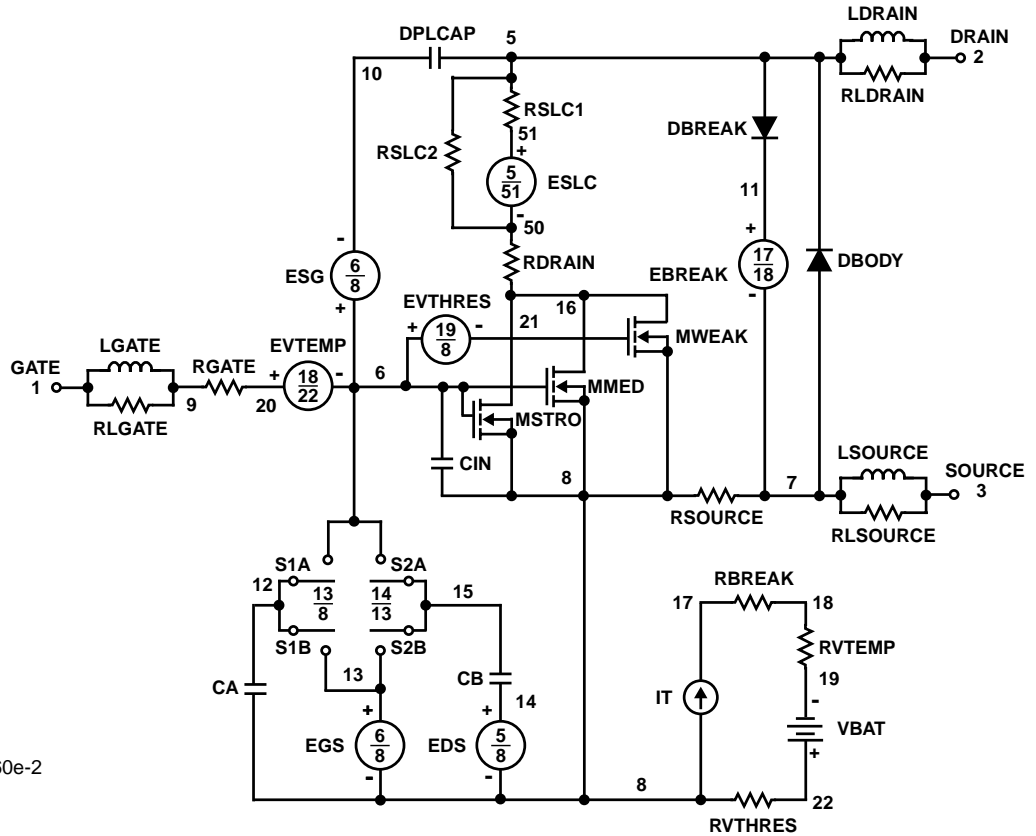 LDRAIN
DRAIN
2
RLDRAIN
DPLCAP
5
10
RSLC1
51
+
RSLC2
5
51
ESLC
-
50
DBREAK
11
+
17
18
EBREAK
-
DBODY
RDRAIN
-
6
8
ESG
+
EVTHRES
+
19
8
-
21
16
MWEAK
LGATE
GATE
1
RLGATE
9
RGATE
20
EVTEMP
+
18
22
-
6
MMED
MSTRO
CIN
8
RSOURCE
7
LSOURCE
SOURCE
3
RLSOURCE
12
S1A
S2A
13
8
14
13
15
S1B
S2B
13
CA
CB
14
+
EGS
6
8
-
+
EDS
5
8
-
RBREAK
17
18
RVTEMP
19
IT
-
VBAT
+
8
22
RVTHRES
60e-2